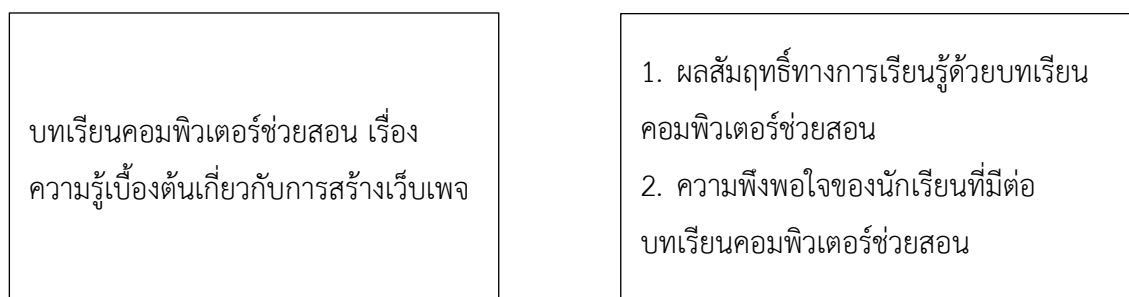 บทเรียนคอมพิวเตอร์ช่วยสอน เรื่อง
ความรู้เบื้องต้นเกี่ยวกับการสร้างเว็บเพจ
1. ผลสัมฤทธิ์ทางการเรียนรู้ด้วยบทเรียน
คอมพิวเตอร์ช่วยสอน
2. ความพึงพอใจของนักเรียนที่มีต่อ
บทเรียนคอมพิวเตอร์ช่วยสอน